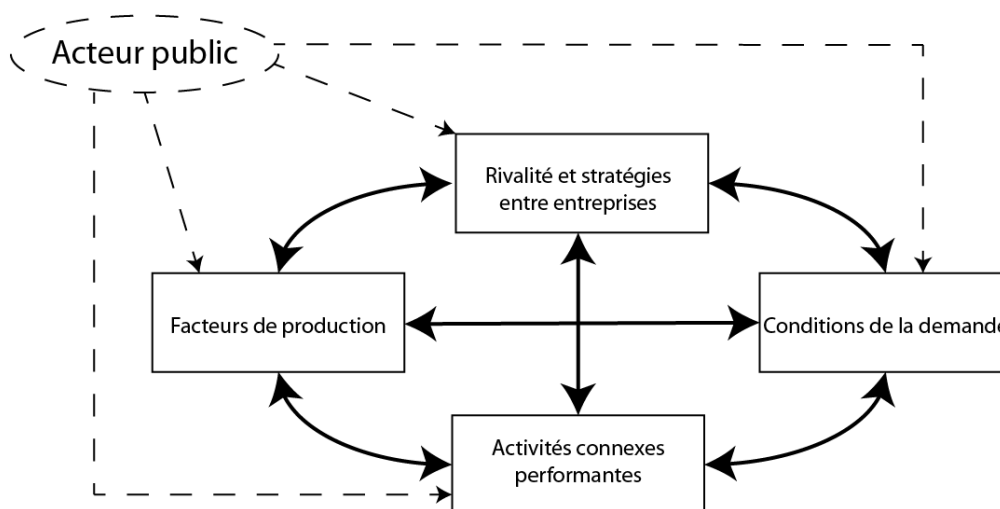 Acteur public
Rivalité et stratégies
entre entreprises
Facteurs de production
Conditions de la demande
Activités connexes
performantes